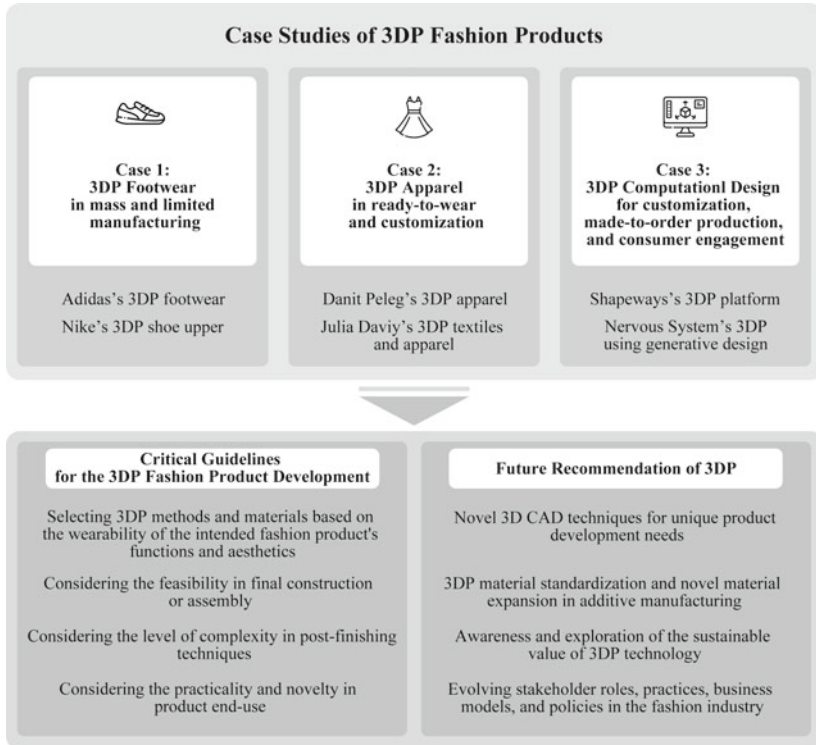 Case Studies of 3DP Fashion Products
Case 1:
3DP Footwear
in mass and limited
manufacturing
Adidas's 3DP footwear
Nike's 3DP shoe upper
Case 2:
3DP Apparel
in ready-to-wear
and customization
Danit Peleg's 3DP apparel
Julia Daviy's 3DP textiles
and apparel
Case 3:
3DP Computationl Design
for customization,
made-to-order production,
and consumer engagement
Shapeways's 3DP platform
Nervous System's 3DP
using generative design
Critical Guidelines
for the 3DP Fashion Product Development
Selecting 3DP methods and materials based on
the wearability of the intended fashion product's
functions and aesthetics
Considering the feasibility in final construction
or assembly
Considering the level of complexity in post-finishing
techniques
Considering the practicality and novelty in
product end-use
Future Recommendation of 3DP
Novel 3D CAD techniques for unique product
development needs
3DP material standardization and novel material
expansion in additive manufacturing
Awareness and exploration of the sustainable
value of 3DP technology
Evolving stakeholder roles, practices, business
models, and policies in the fashion industry